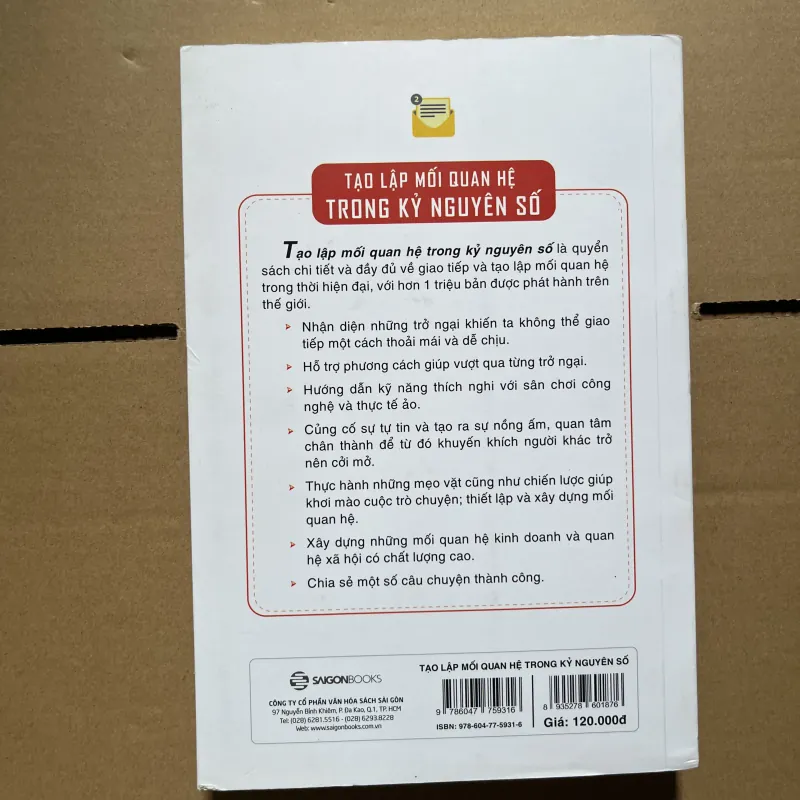 2
TẠO LẬP MỐI QUAN HỆ
TRONG KỶ NGUYÊN SỐ
Tạo lập mối quan hệ trong kỷ nguyên số là quyển
sách chi tiết và đầy đủ về giao tiếp và tạo lập mối quan hệ
trong thời hiện đại, với hơn 1 triệu bản được phát hành trên
thế giới.
➢ Nhận diện những trở ngại khiến ta không thể giao
tiếp một cách thoải mái và dễ chịu.
➢ Hỗ trợ phương cách giúp vượt qua từng trở ngại.
➢ Hướng dẫn kỹ năng thích nghi với sân chơi công
nghệ và thực tế ảo.
➢ Củng cố sự tự tin và tạo ra sự nồng ấm, quan tâm
chân thành để từ đó khuyến khích người khác trở
nên cởi mở.
➢ Thực hành những mẹo vặt cũng như chiến lược giúp
khơi mào cuộc trò chuyện; thiết lập và xây dựng mối
quan hệ.
➢ Xây dựng những mối quan hệ kinh doanh và quan
hệ xã hội có chất lượng cao.
➢ Chia sẻ một số câu chuyện thành công.
SAIGONBOOKS
CÔNG TY CỔ PHẦN VĂN HÓA SÁCH SÀI GÒN
97 Nguyễn Bỉnh Khiêm, P. Đa Kao, Q.1, TP. HCM
Tel: (028) 6281.5516 - (028) 6293.8228
Web: www.saigonbooks.com.vn
TẠO LẬP MỐI QUAN HỆ TRONG KỶ NGUYÊN SỐ
9 786047 759316
ISBN: 978-604-77-5931-6
8 935278 601876
Giá: 120.000đ